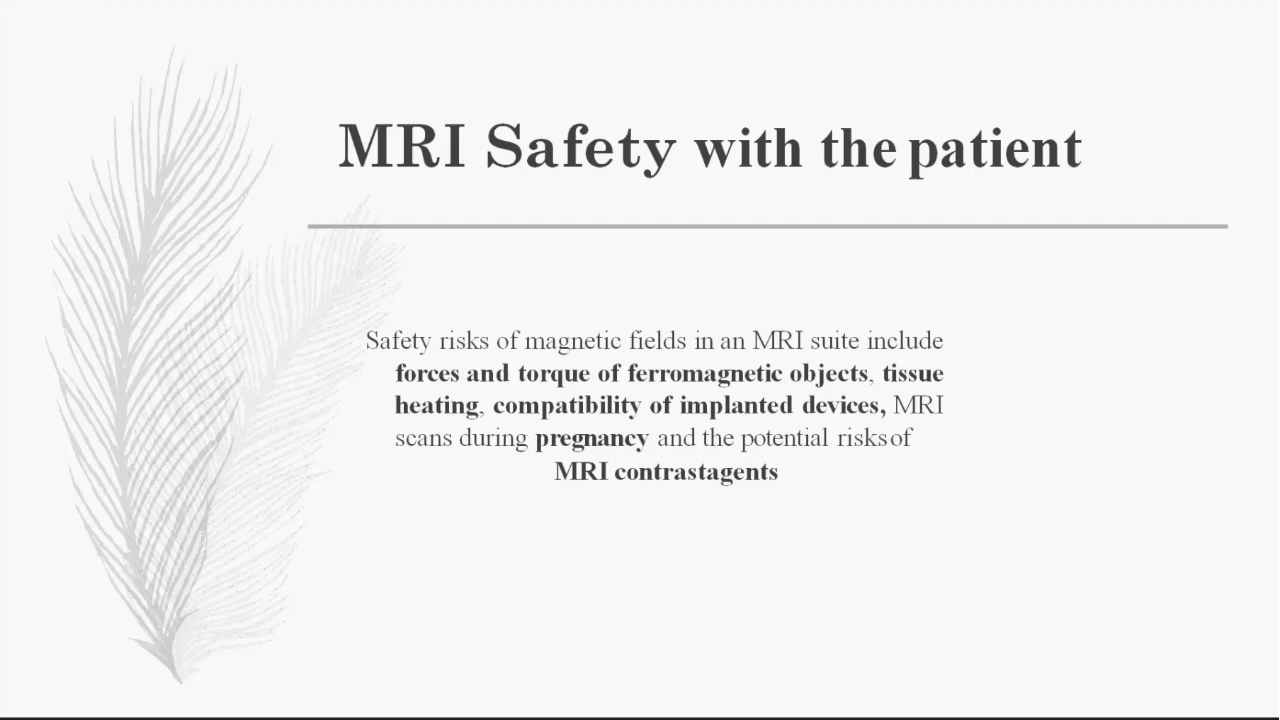 MRI Safety with the patient
Safety risks of magnetic fields in an MRI suite include
forces and torque of ferromagnetic objects, tissue
heating, compatibility of implanted devices, MRI
scans during pregnancy and the potential risks of
MRI contrastagents